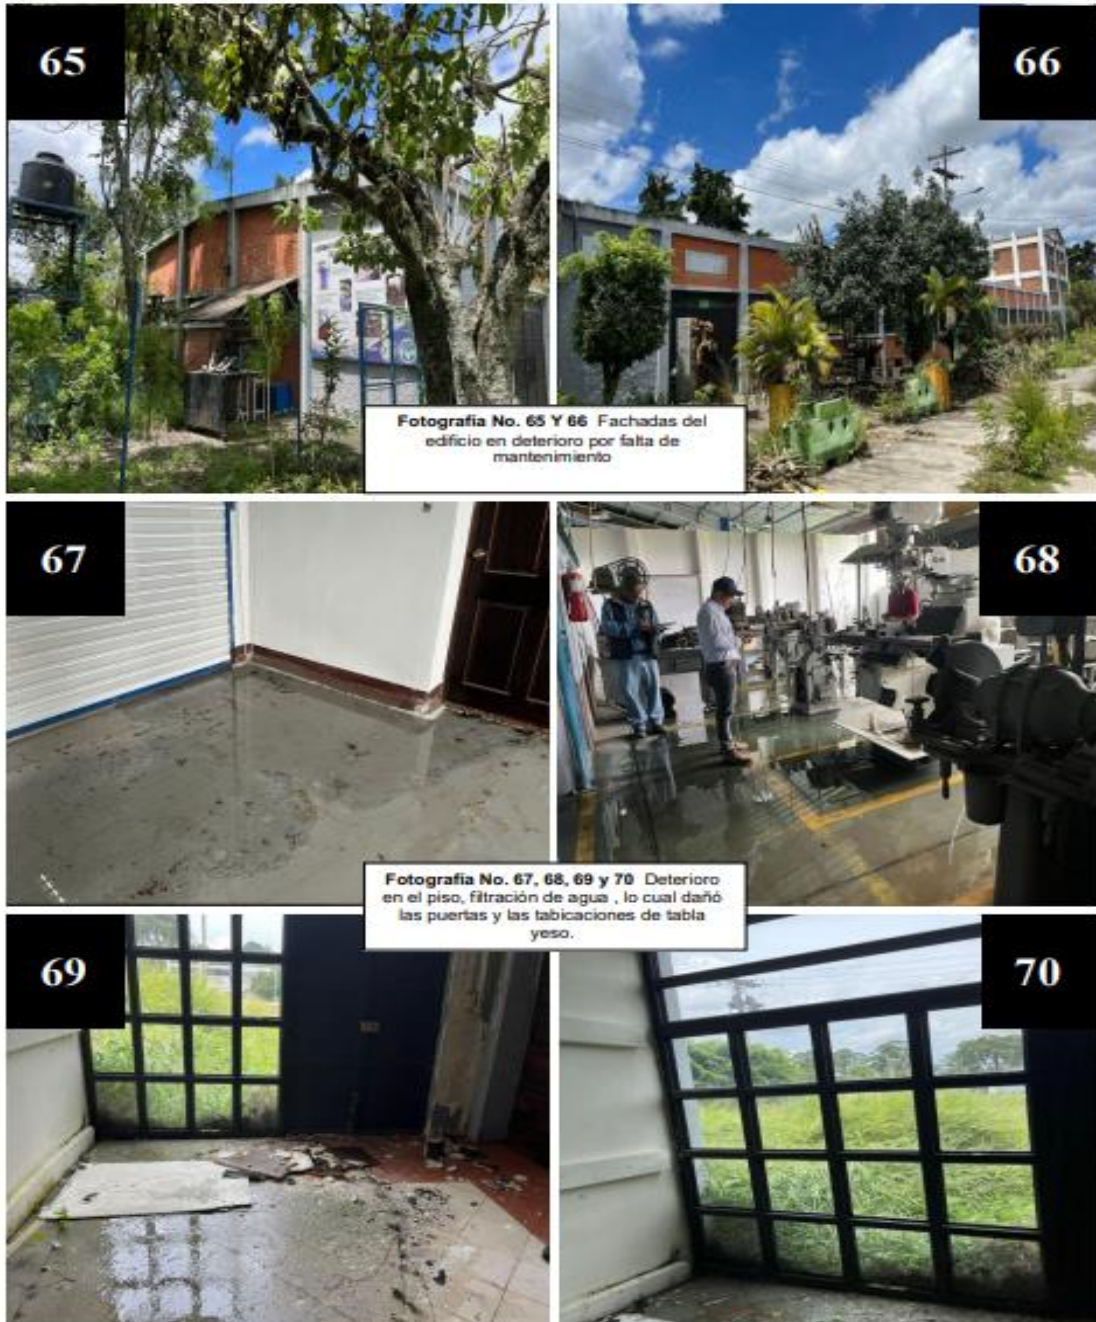 65
66
Fotografía No. 65 Y 66 Fachadas del
edificio en deterioro por falta de
mantenimiento
67
68
Fotografía No. 67, 68, 69 y 70 Deterioro
en el piso, filtración de agua , lo cual dañó
las puertas y las tabicaciones de tabla
yeso.
69
70